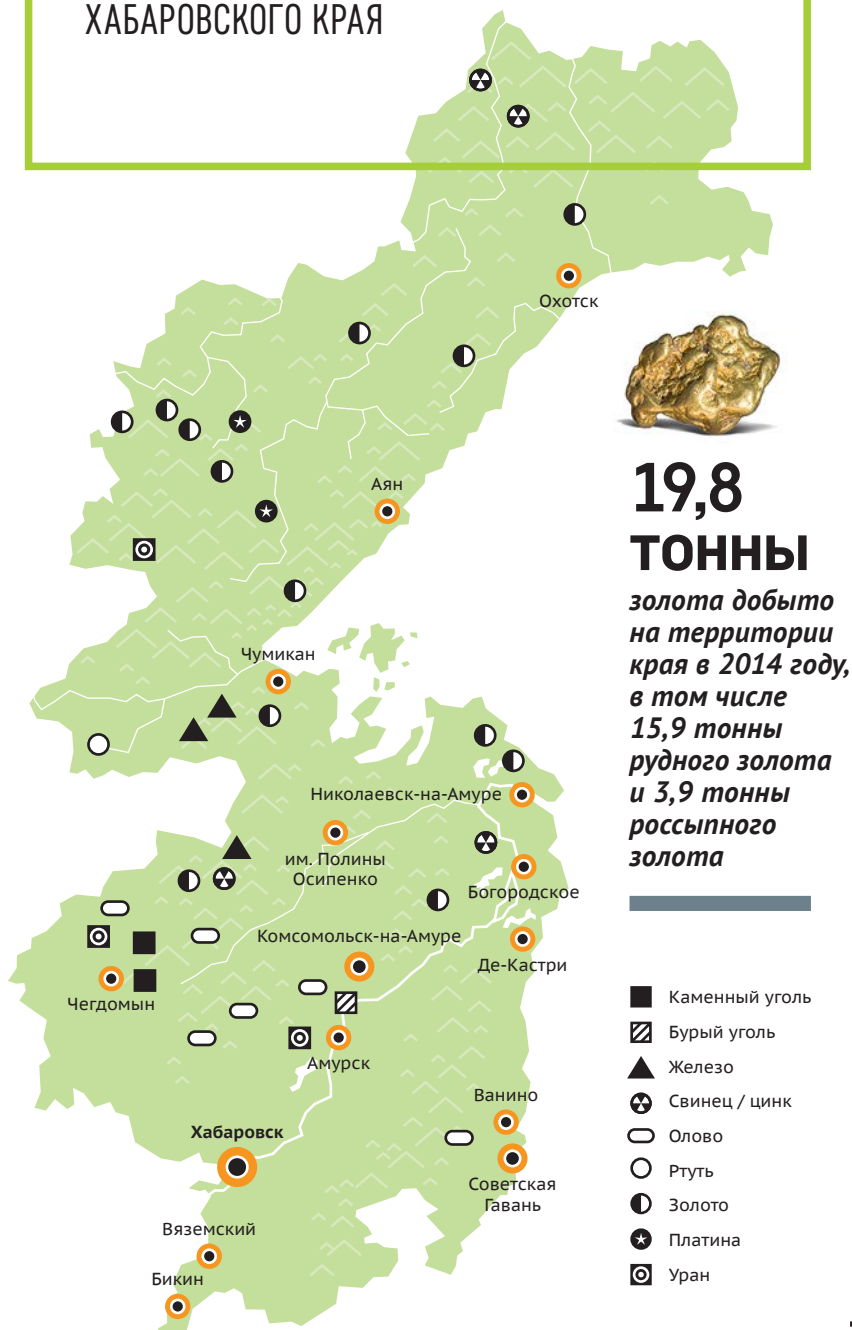 ХАБАРОВСКОГО КРАЯ
Охотск
Аян
19,8
ТОННЫ
золота добыто
на территории
края в 2014 году,
в том числе
15,9 тонны
рудного золота
и 3,9 тонны
россыпного
золота
Чумикан
Николаевск-на-Амуре
им. Полины
Осипенко
Богородское
Комсомольск-на-Амуре
Де-Кастри
Чегдомын
Амурск
Ванино
Хабаровск
Советская
Гавань
Вяземский
Бикин
Каменный уголь
Бурый уголь
Железо
Свинец / цинк
Олово
Ртуть
Золото
Платина
Уран